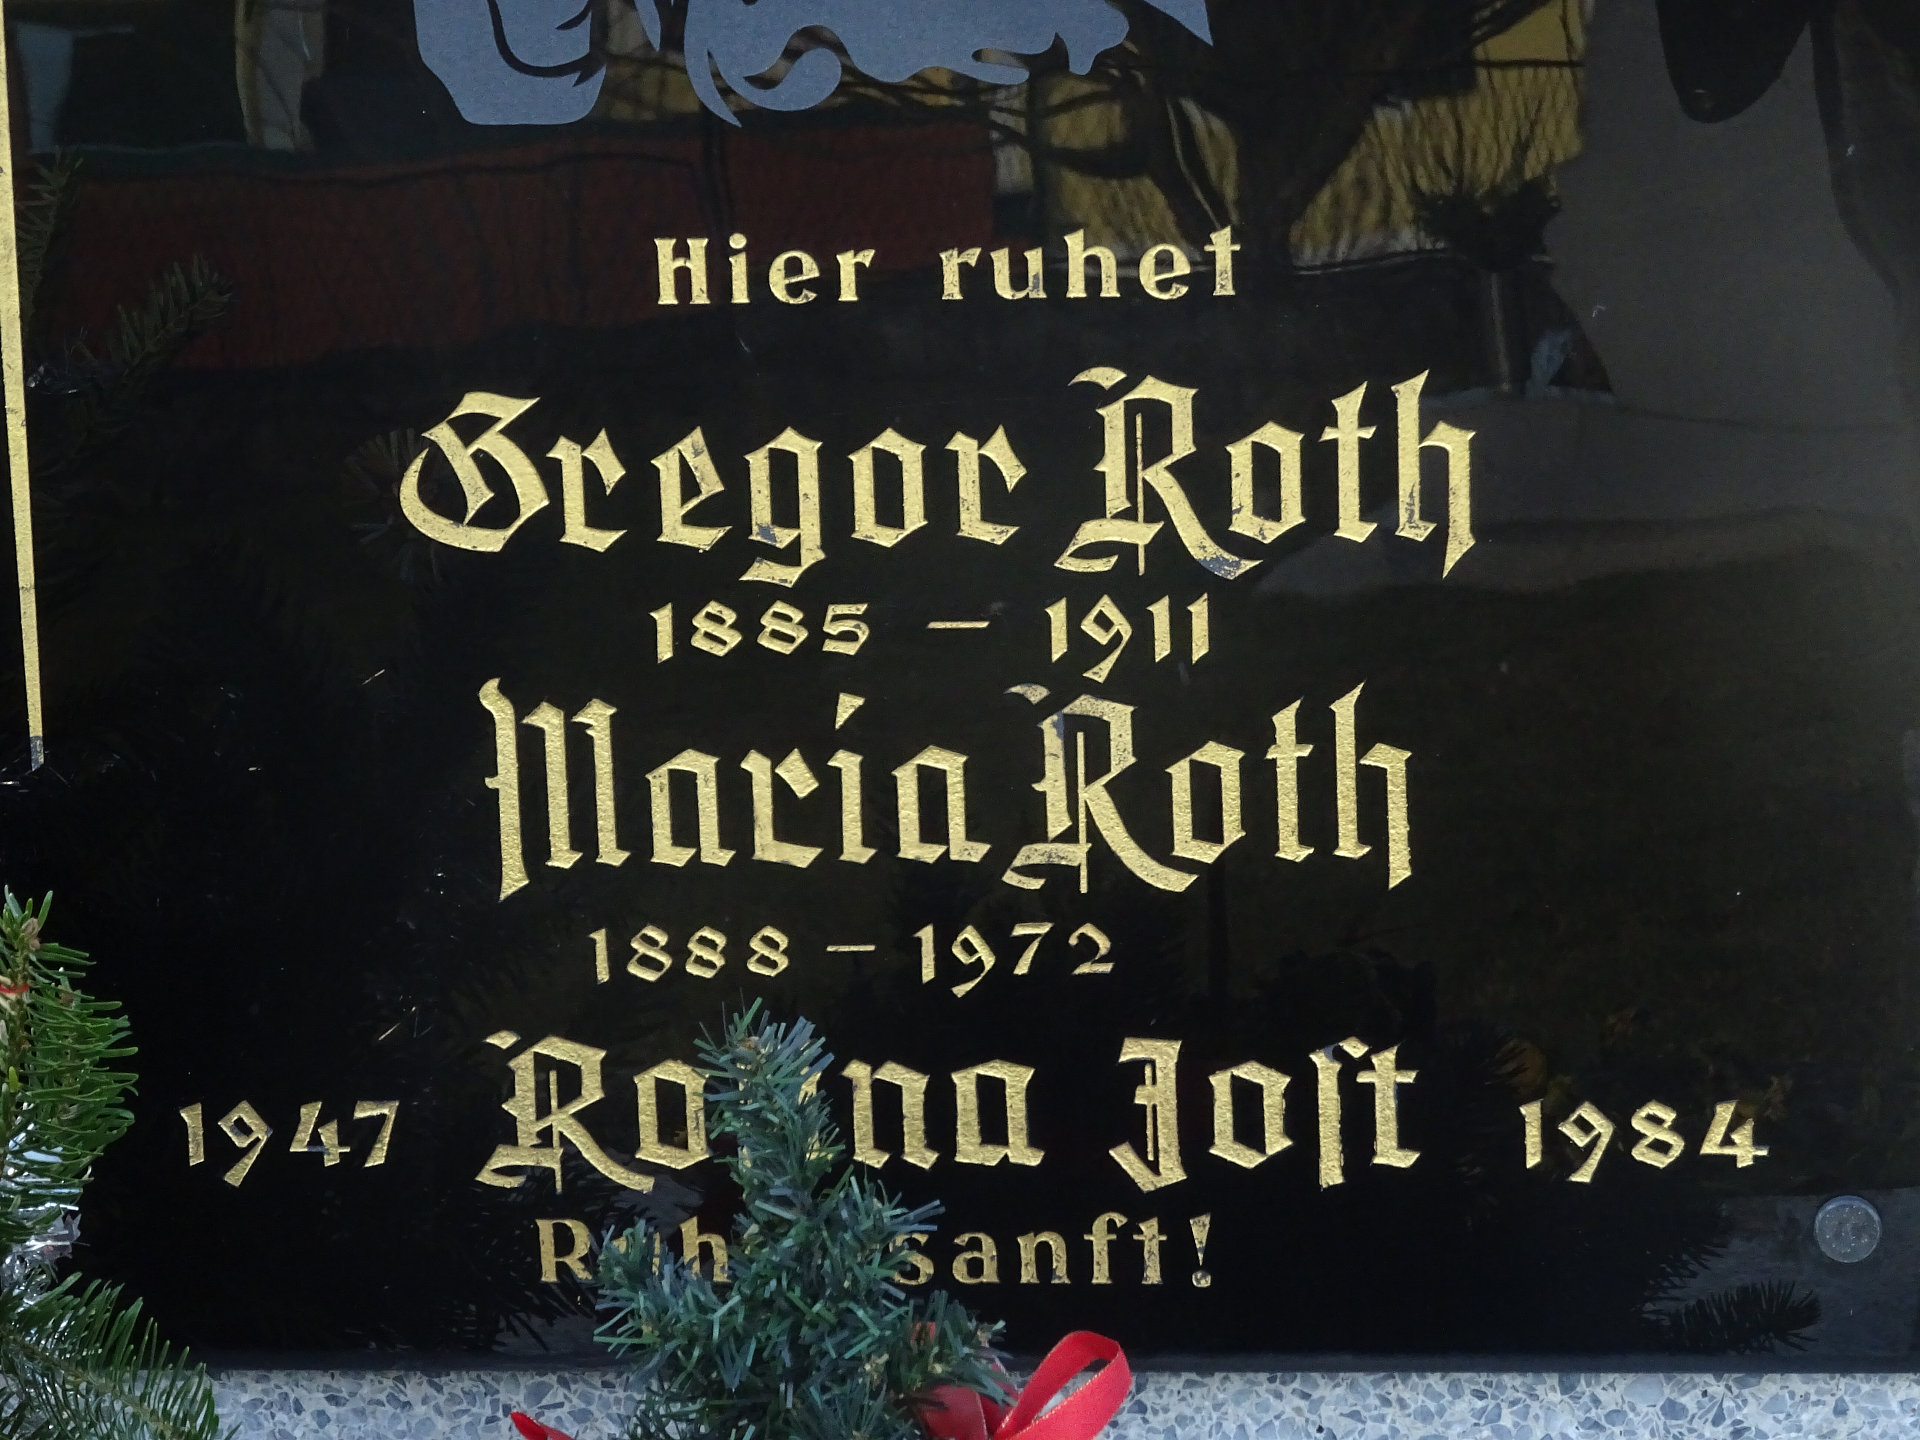 Hier ruhet
Gregor Roth
1885 – 1911
Maria Roth
1888 – 1972
1947 Joſt 1984
sanft!